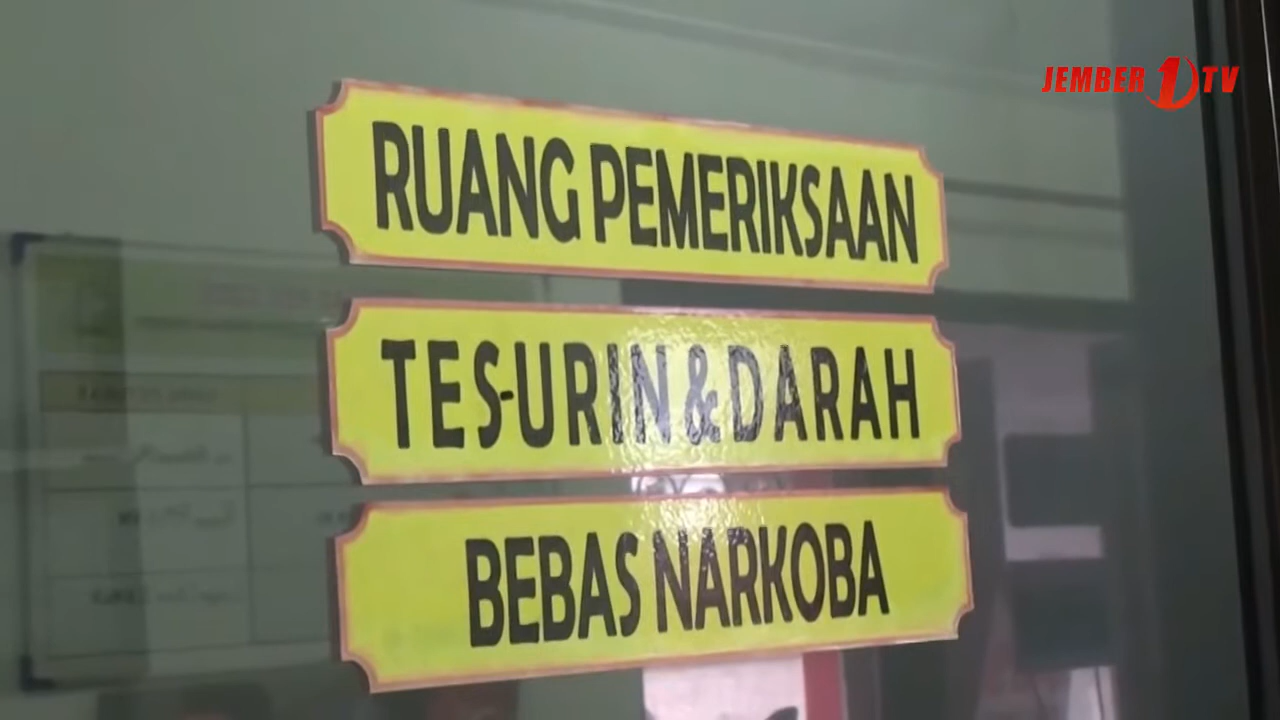 JEMBER 1 TV
RUANG PEMERIKSAAN
TES-URIN & DARAH
BEBAS NARKOBA